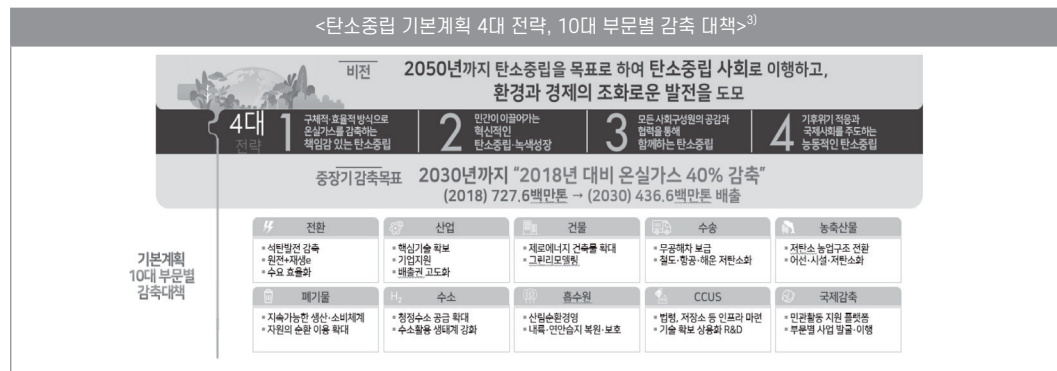 <탄소중립 기본계획 4대 전략, 10대 부문별 감축 대책>3)
비전
2050년까지 탄소중립을 목표로 하여 탄소중립 사회로 이행하고,
환경과 경제의 조화로운 발전을 도모
4대
전략
1
구체적·효율적 방식으로
온실가스를 감축하는
책임감 있는 탄소중립
2
민간이 이끌어가는
혁신적인
탄소중립·녹색성장
3
모든 사회구성원의 공감과
협력을 통해
함께하는 탄소중립
4
기후위기 적응과
국제사회를 주도하는
능동적인 탄소중립
중장기 감축목표
2030년까지 “2018년 대비 온실가스 40% 감축”
(2018) 727.6백만톤 → (2030) 436.6백만톤 배출
기본계획
10대 부문별
감축대책
전환
▪ 석탄발전 감축
▪ 원전+재생e
▪ 수요 효율화
산업
▪ 핵심기술 확보
▪ 기업지원
▪ 배출권 고도화
건물
▪ 제로에너지 건축물 확대
▪ 그린리모델링
수송
▪ 무공해차 보급
▪ 철도·항공·해운 저탄소화
농축산물
▪ 저탄소 농업구조 전환
▪ 어선·시설·저탄소화
폐기물
▪ 지속가능한 생산·소비체계
▪ 자원의 순환 이용 확대
H₂ 수소
▪ 청정수소 공급 확대
▪ 수소활용 생태계 강화
흡수원
▪ 산림순환경영
▪ 내륙·연안습지 복원·보호
CCUS
▪ 법령, 저장소 등 인프라 마련
▪ 기술 확보 상용화 R&D
국제감축
▪ 민관활동 지원 플랫폼
▪ 부문별 사업 발굴·이행